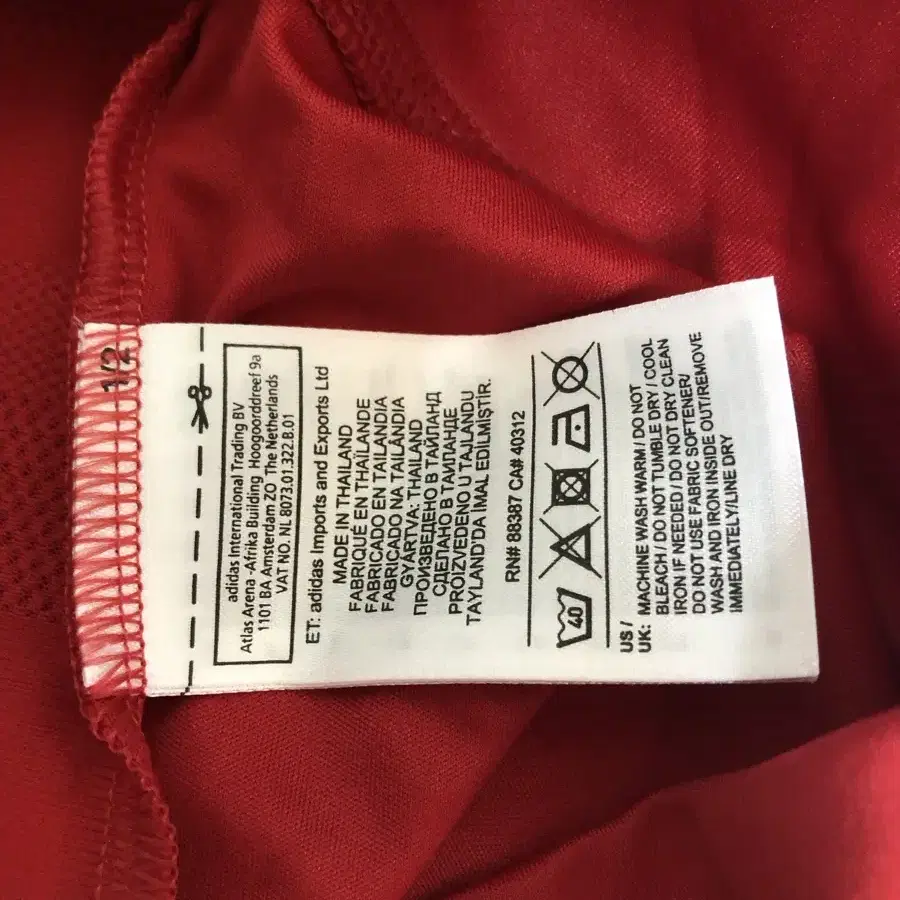 1/2
adidas International Trading BV
Atlas Arena -Afrika Building Hoogoorddreef 9a
1101 BA Amsterdam ZO The Netherlands
VAT NO. NL 8073.01.322.B.01
ET: adidas Imports and Exports Ltd
MADE IN THAILAND
FABRIQUÉ EN THAÏLANDE
FABRICADO EN TAILANDIA
FABRICADO NA TAILÂNDIA
GYÁRTVA: THAILAND
ПРОИЗВЕДЕНО В ТАЙЛАНД
СДЕЛАНО В ТАИЛАНДЕ
PROIZVEDENO U TAJLANDU
TAYLAND'DA İMAL EDİLMİŞTİR.
RN# 88387 CA# 40312
40
US / UK: MACHINE WASH WARM / DO NOT
BLEACH / DO NOT TUMBLE DRY / COOL
IRON IF NEEDED / DO NOT DRY CLEAN
DO NOT USE FABRIC SOFTENER/
WASH AND IRON INSIDE OUT/REMOVE
IMMEDIATELY/LINE DRY